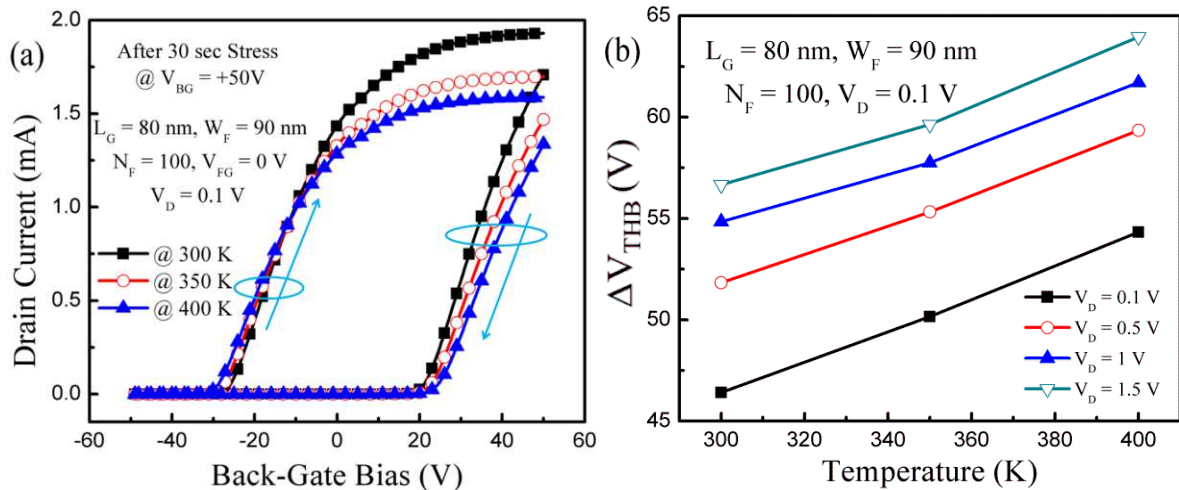 (a)
After 30 sec Stress
@ V_BG = +50V
L_G = 80 nm, W_F = 90 nm
N_F = 100, V_FG = 0 V
V_D = 0.1 V
@ 300 K
@ 350 K
@ 400 K
Drain Current (mA)
2.0
1.5
1.0
0.5
0.0
-60 -40 -20 0 20 40 60
Back-Gate Bias (V)
(b)
L_G = 80 nm, W_F = 90 nm
N_F = 100, V_D = 0.1 V
V_D = 0.1 V
V_D = 0.5 V
V_D = 1 V
V_D = 1.5 V
ΔV_THB (V)
65
60
55
50
45
300 320 340 360 380 400
Temperature (K)